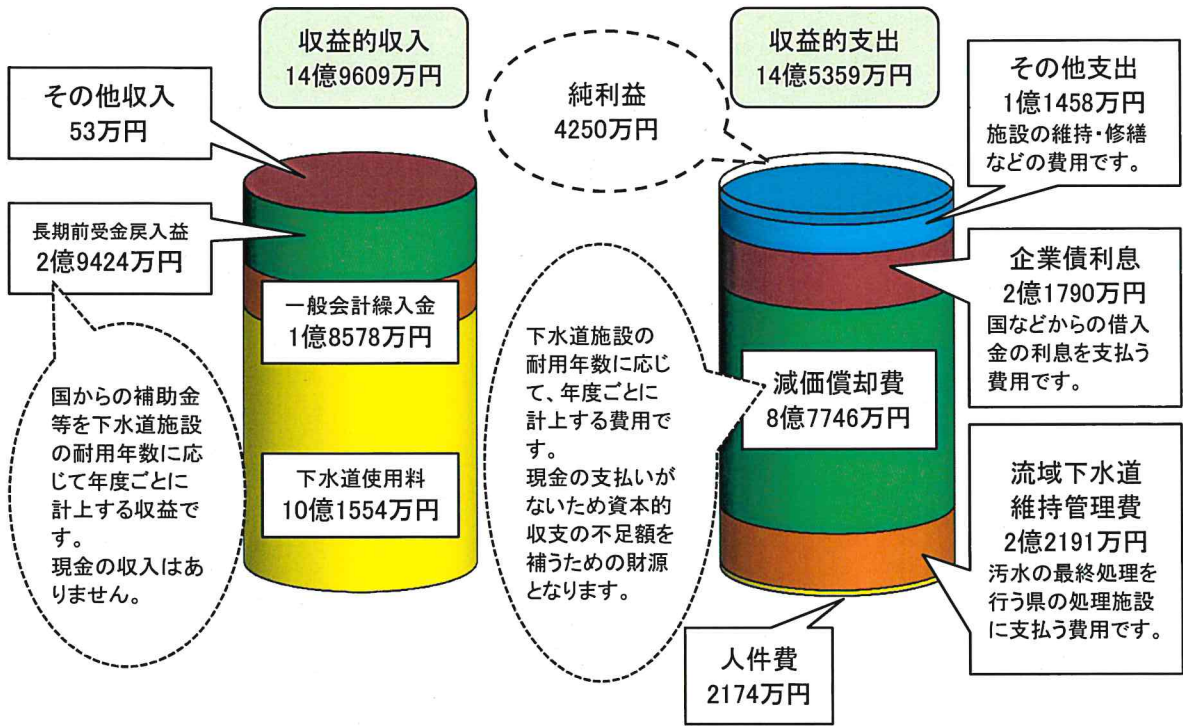 収益的収入
14億9609万円
その他収入
53万円
長期前受金戻入益
2億9424万円
国からの補助金
等を下水道施設
の耐用年数に応
じて年度ごとに
計上する収益で
す。
現金の収入はあ
りません。
一般会計繰入金
1億8578万円
下水道使用料
10億1554万円
収益的支出
14億5359万円
純利益
4250万円
その他支出
1億1458万円
施設の維持・修繕
などの費用です。
企業債利息
2億1790万円
国などからの借入
金の利息を支払う
費用です。
下水道施設の
耐用年数に応じ
て、年度ごとに
計上する費用で
す。
現金の支払いが
ないため資本的
収支の不足額を
補うための財源
となります。
減価償却費
8億7746万円
流域下水道
維持管理費
2億2191万円
汚水の最終処理を
行う県の処理施設
に支払う費用です。
人件費
2174万円